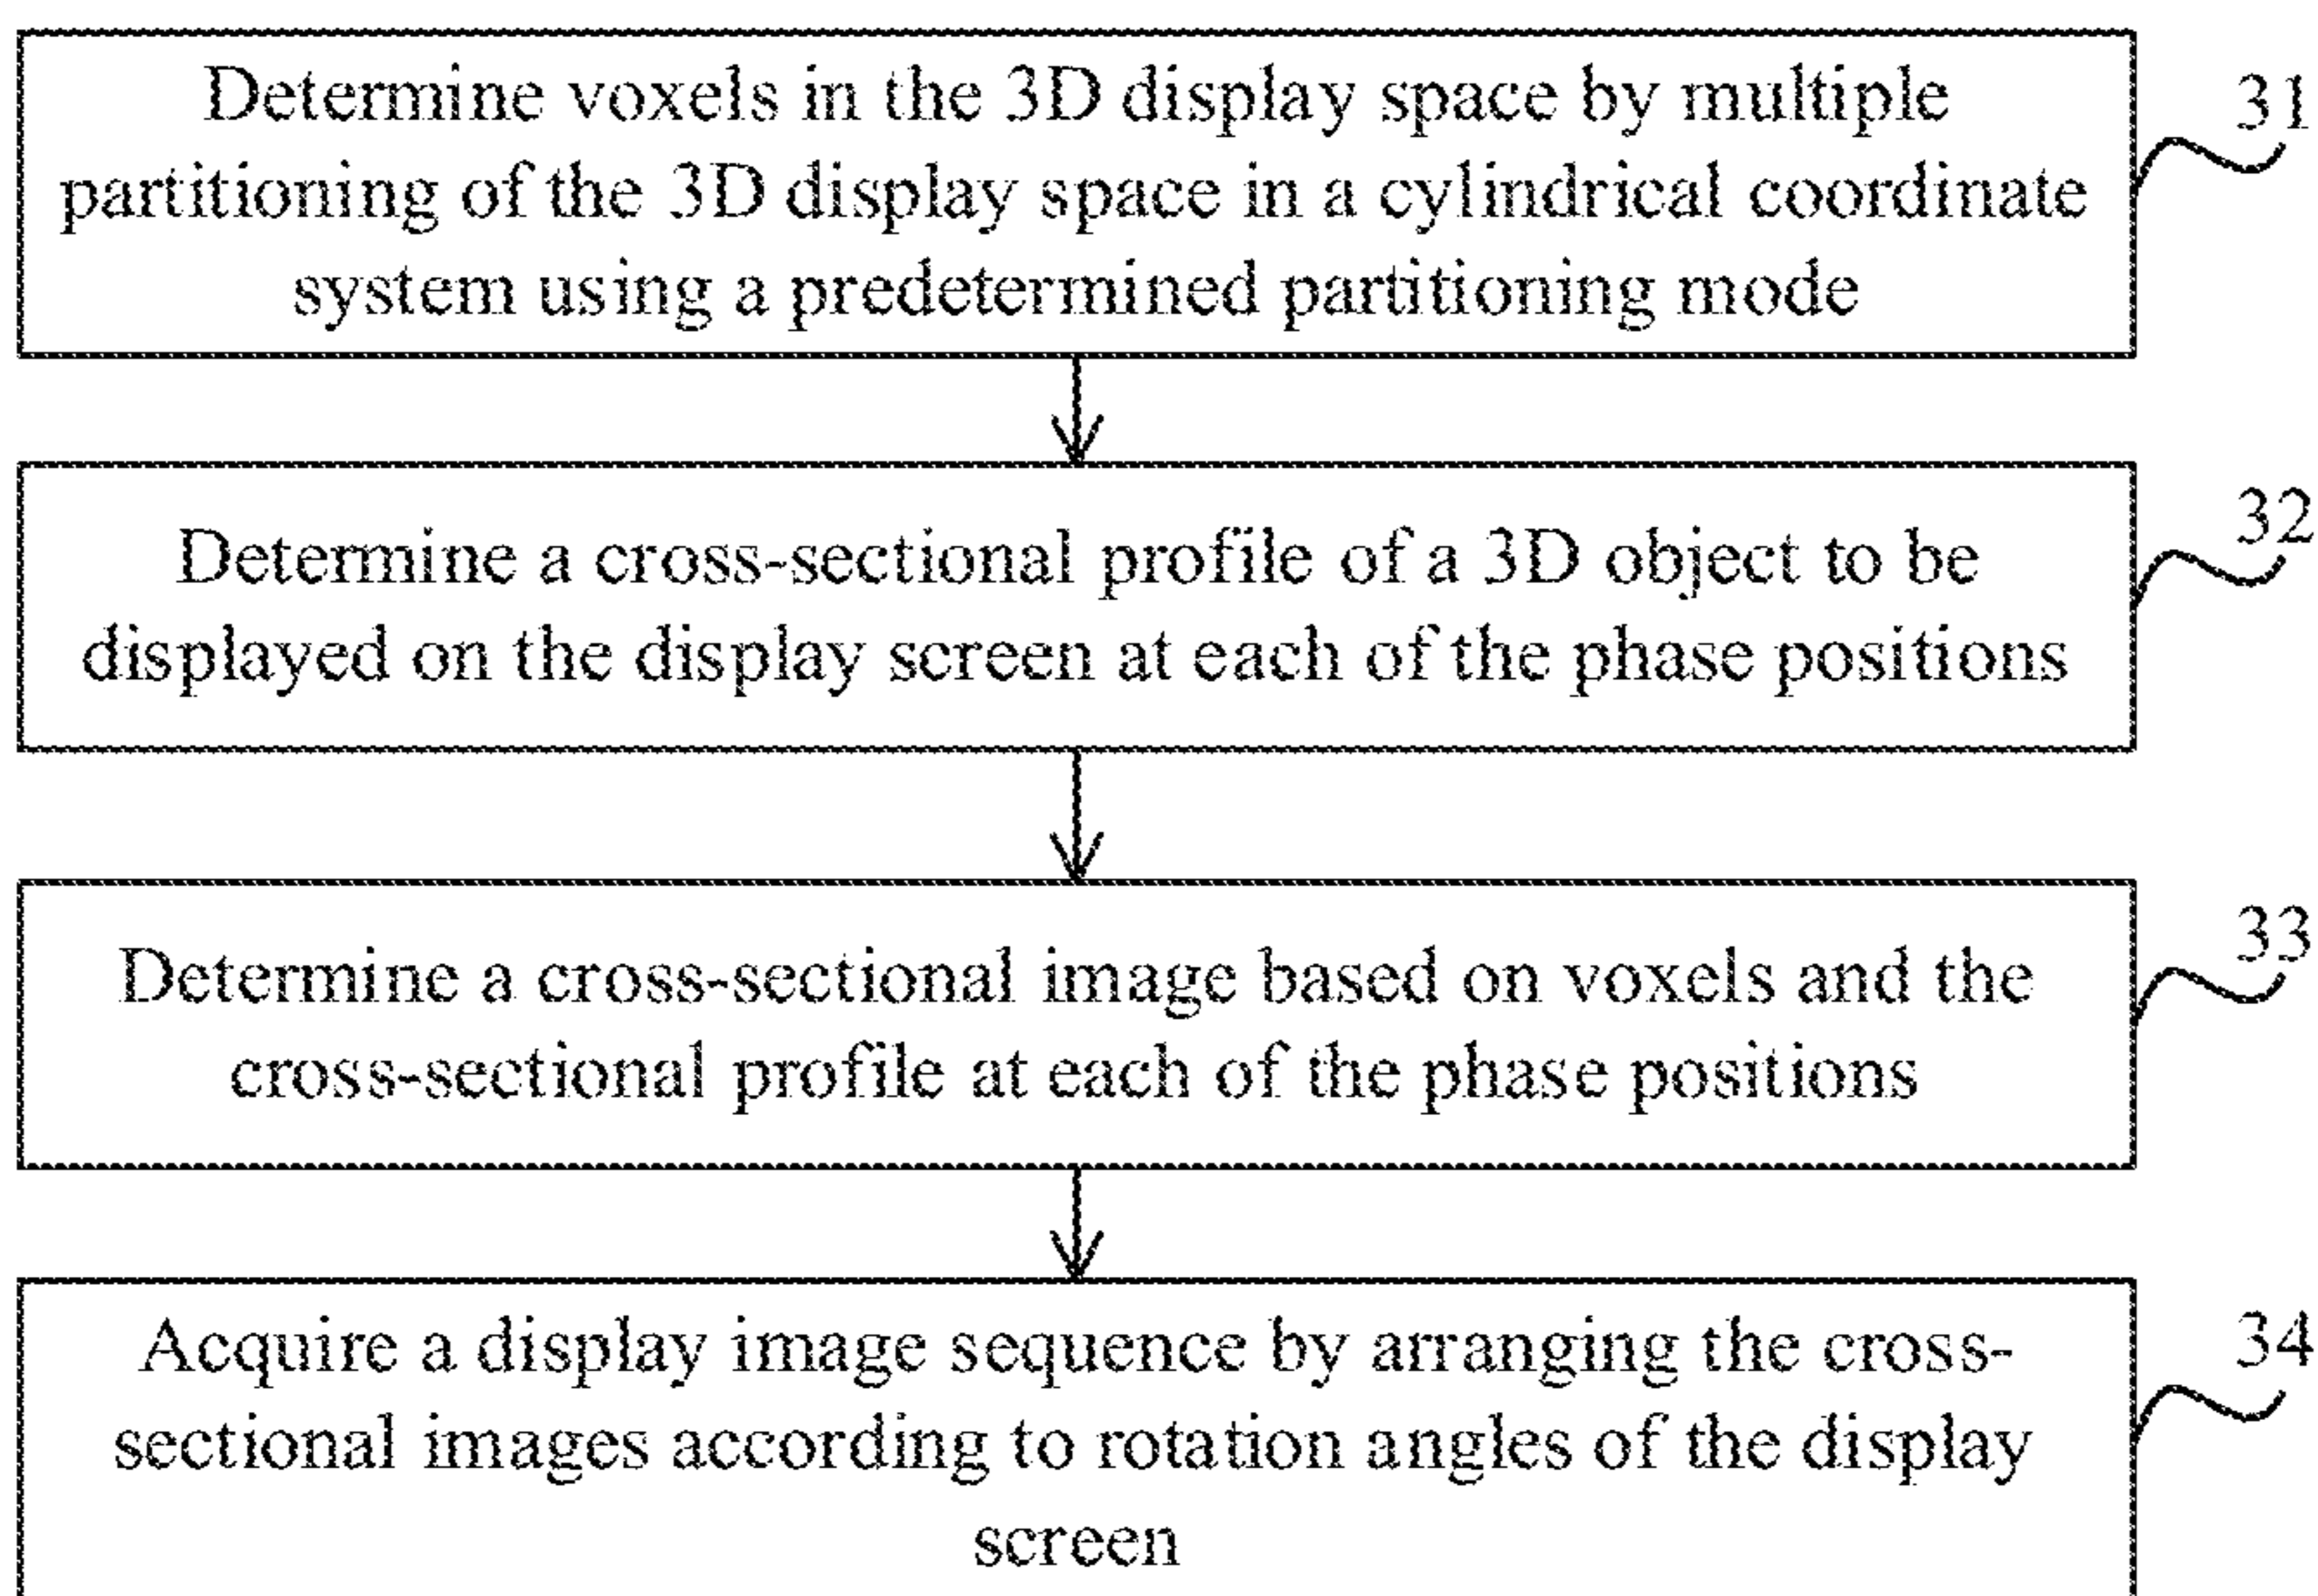 Determine voxels in the 3D display space by multiple
partitioning of the 3D display space in a cylindrical coordinate
system using a predetermined partitioning mode
31
Determine a cross-sectional profile of a 3D object to be
displayed on the display screen at each of the phase positions
32
Determine a cross-sectional image based on voxels and the
cross-sectional profile at each of the phase positions
33
Acquire a display image sequence by arranging the cross-
sectional images according to rotation angles of the display
screen
34